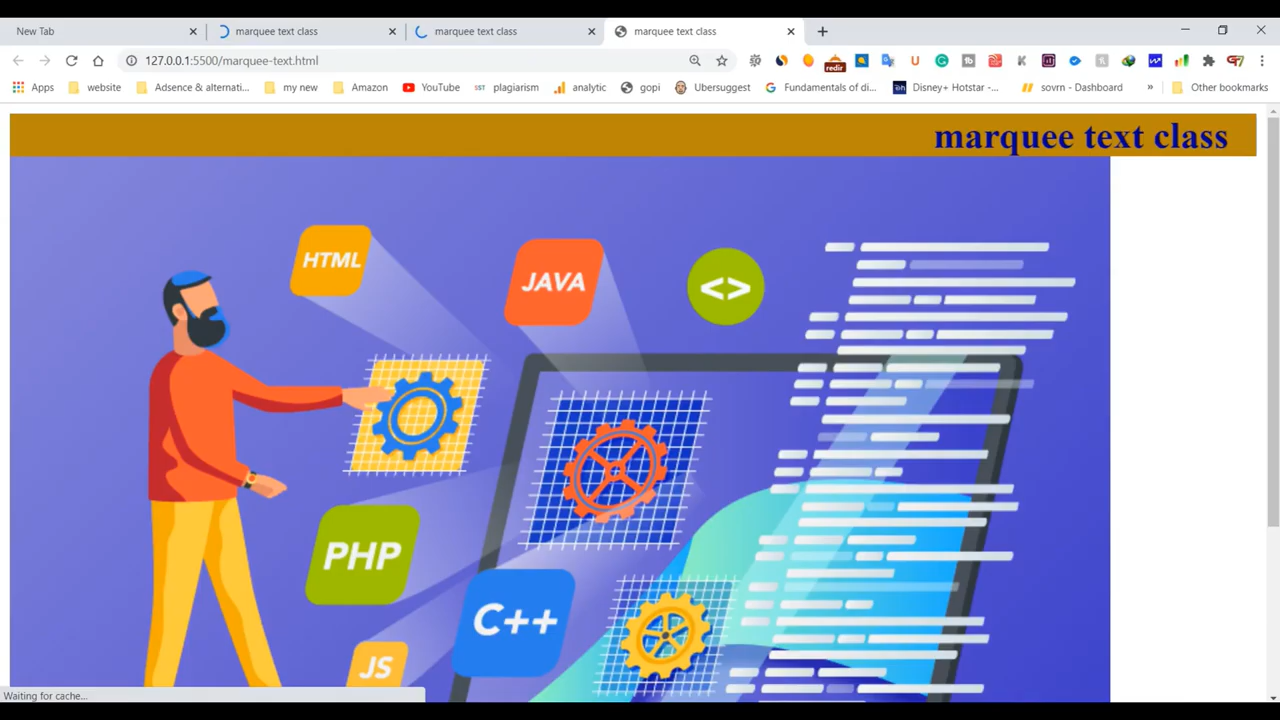 New Tab
marquee text class
marquee text class
marquee text class
127.0.0.1:5500/marquee-text.html
redir
Apps
website
Adsence & alternati...
my new
Amazon
YouTube
SST
plagiarism
analytic
gopi
Ubersuggest
Fundamentals of di...
Disney+ Hotstar -...
sovrn - Dashboard
»
Other bookmarks
marquee text class
HTML
JAVA
<>
PHP
C++
JS
Waiting for cache...